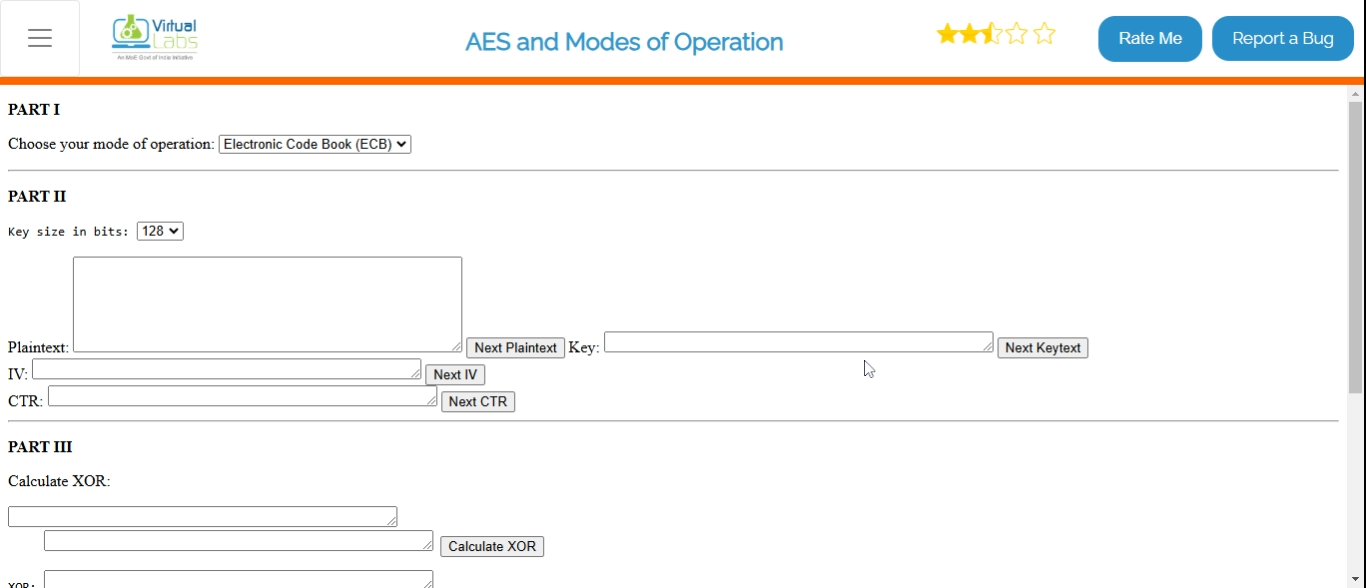 Virtual Labs
An MoE Govt of India Initiative
AES and Modes of Operation
Rate Me
Report a Bug
PART I
Choose your mode of operation: Electronic Code Book (ECB)
PART II
Key size in bits: 128
Plaintext: Next Plaintext Key: Next Keytext
IV: Next IV
CTR: Next CTR
PART III
Calculate XOR:
Calculate XOR
XOR: